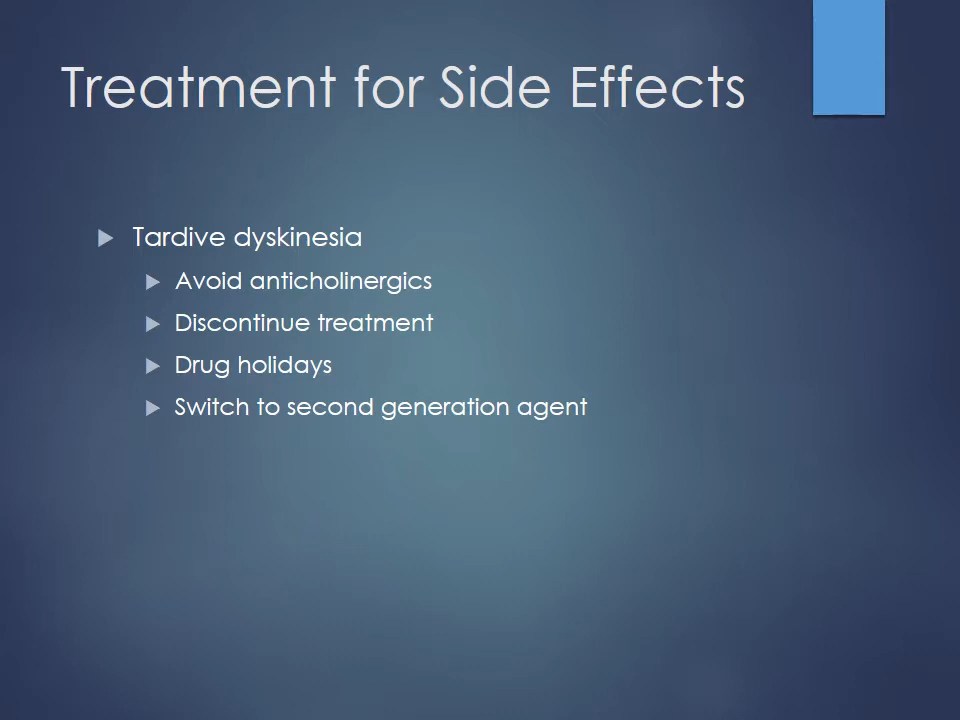 Treatment for Side Effects
Tardive dyskinesia
Avoid anticholinergics
Discontinue treatment
Drug holidays
Switch to second generation agent